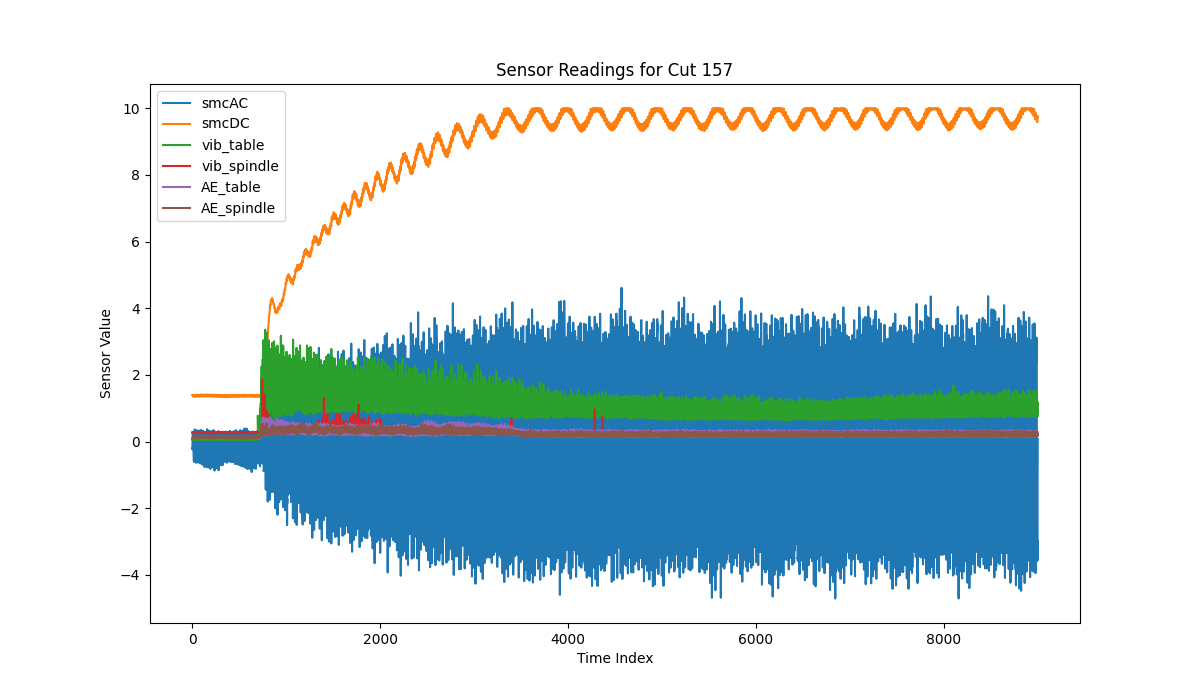 Sensor Readings for Cut 157
smcAC
smcDC
vib_table
vib_spindle
AE_table
AE_spindle
10
8
6
4
2
0
−2
−4
Sensor Value
0 2000 4000 6000 8000
Time Index